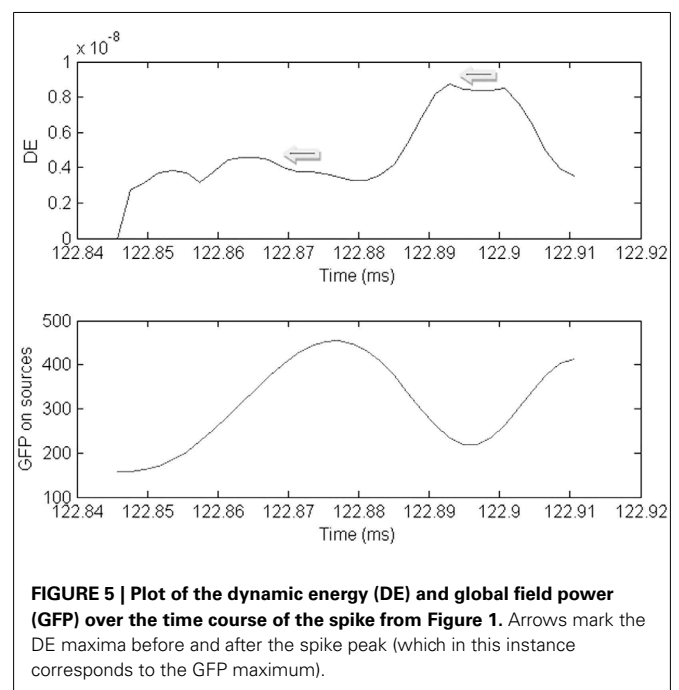 x 10⁻⁸
1
0.8
0.6
0.4
0.2
0
DE
122.84 122.85 122.86 122.87 122.88 122.89 122.9 122.91 122.92
Time (ms)
500
400
300
200
100
GFP on sources
122.84 122.85 122.86 122.87 122.88 122.89 122.9 122.91 122.92
Time (ms)
FIGURE 5 | Plot of the dynamic energy (DE) and global field power
(GFP) over the time course of the spike from Figure 1. Arrows mark the
DE maxima before and after the spike peak (which in this instance
corresponds to the GFP maximum).